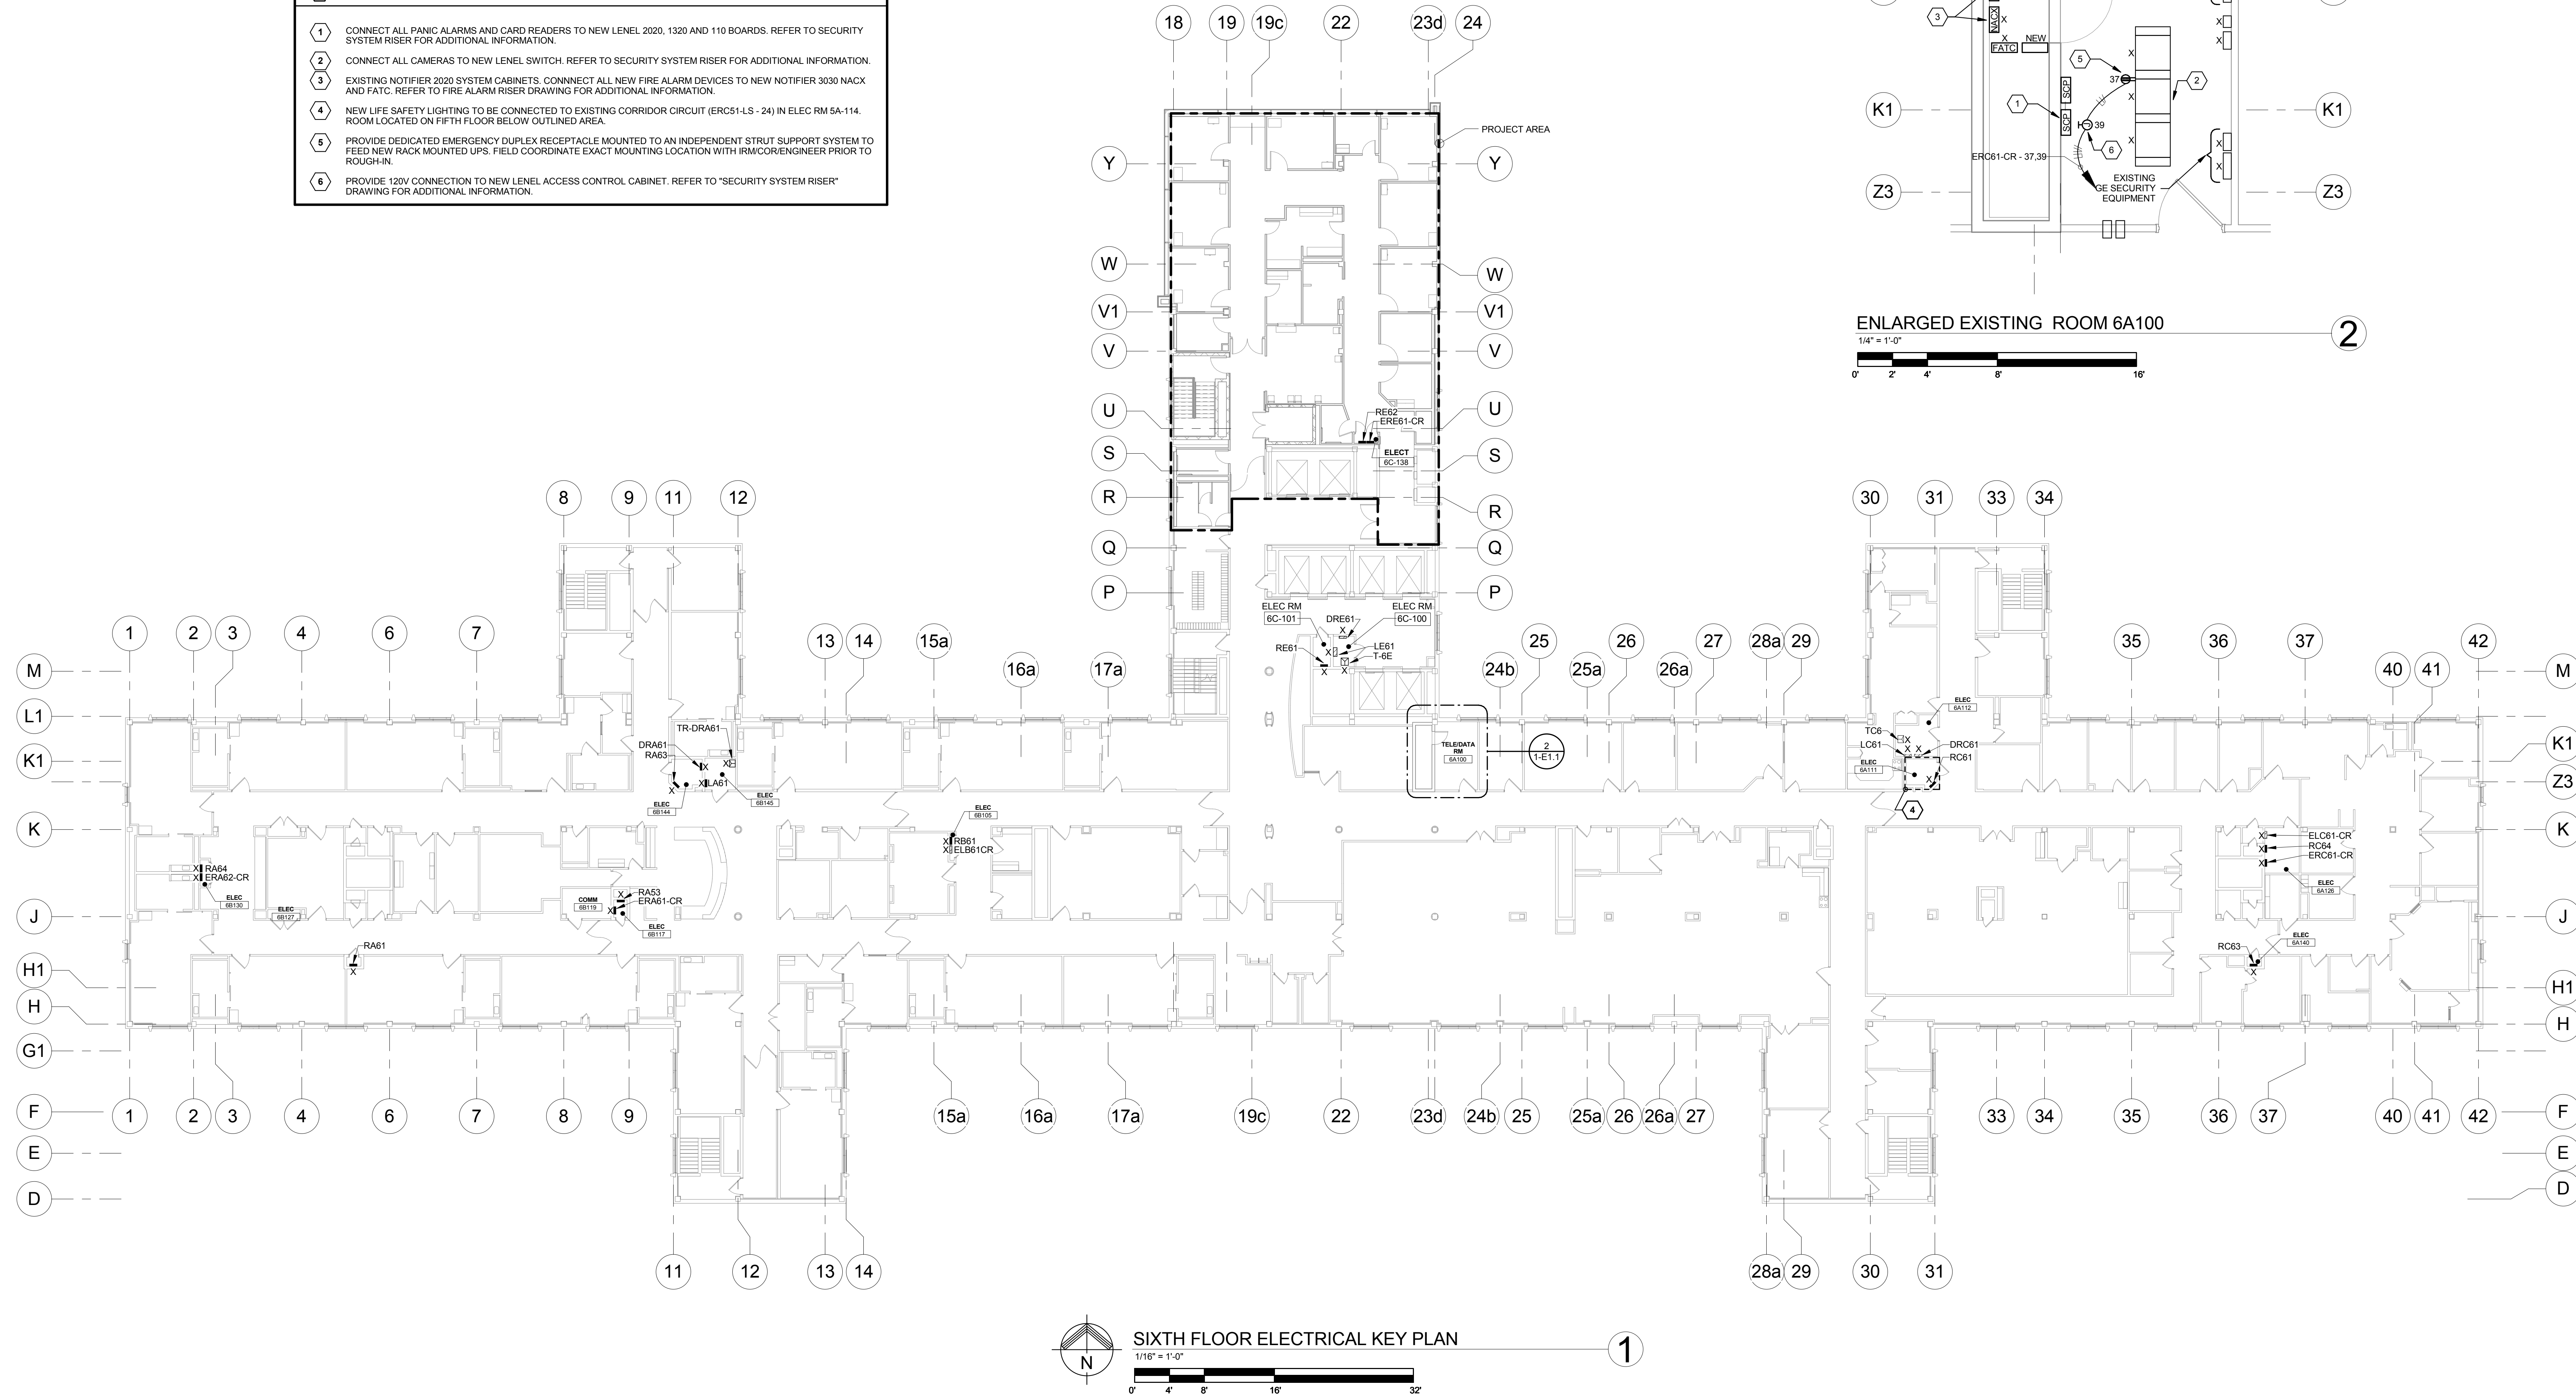 1
CONNECT ALL PANIC ALARMS AND CARD READERS TO NEW LENEL 2020, 1320 AND 110 BOARDS. REFER TO SECURITY
SYSTEM RISER FOR ADDITIONAL INFORMATION.
2
CONNECT ALL CAMERAS TO NEW LENEL SWITCH. REFER TO SECURITY SYSTEM RISER FOR ADDITIONAL INFORMATION.
3
EXISTING NOTIFIER 2020 SYSTEM CABINETS. CONNNECT ALL NEW FIRE ALARM DEVICES TO NEW NOTIFIER 3030 NACX
AND FATC. REFER TO FIRE ALARM RISER DRAWING FOR ADDITIONAL INFORMATION.
4
NEW LIFE SAFETY LIGHTING TO BE CONNECTED TO EXISTING CORRIDOR CIRCUIT (ERC51-LS - 24) IN ELEC RM 5A-114.
ROOM LOCATED ON FIFTH FLOOR BELOW OUTLINED AREA.
5
PROVIDE DEDICATED EMERGENCY DUPLEX RECEPTACLE MOUNTED TO AN INDEPENDENT STRUT SUPPORT SYSTEM TO
FEED NEW RACK MOUNTED UPS. FIELD COORDINATE EXACT MOUNTING LOCATION WITH IRM/COR/ENGINEER PRIOR TO
ROUGH-IN.
6
PROVIDE 120V CONNECTION TO NEW LENEL ACCESS CONTROL CABINET. REFER TO "SECURITY SYSTEM RISER"
DRAWING FOR ADDITIONAL INFORMATION.
18 19 19c 22 23d 24
PROJECT AREA
Y Y
W W
V1 V1
V V
U U
RE62
ERE61-CR
S S
ELECT
6C-138
R R
Q Q
P P
3
NACX X
X X
X
FATC NEW
5 X
37
2
SCP
X
K1 K1
1
SCP
39
X X
6
ERC61-CR - 37,39
X
EXISTING
GE SECURITY
EQUIPMENT
Z3 Z3
ENLARGED EXISTING ROOM 6A100
2
1/4" = 1'-0"
0' 2' 4' 8' 16'
8 9 11 12
30 31 33 34
ELEC RM
6C-101
ELEC RM
6C-100
DRE61
X
RE61
X
X
LE61
T-6E
X
1 2 3 4 6 7 13 14 15a 16a 17a
24b 25 25a 26 26a 27 28a 29 35 36 37 40 41 42
M M
L1
K1 K1
Z3
TR-DRA61
DRA61
X
RA63
X
X
X
LA61
ELEC
6B144
ELEC
6B145
TELE/DATA
RM
6A100
2
1-E1.1
ELEC
6A112
TC6
X
LC61
X X
DRC61
RC61
X
ELEC
6A111
4
K K
ELEC
6B105
X RB61
X ELB61CR
X RA64
X ERA62-CR
ELEC
6B130
ELEC
6B127
COMM
6B119
X
RA53
ERA61-CR
X
ELEC
6B117
X ELC61-CR
X RC64
X ERC61-CR
ELEC
6A126
J J
RA61
X
RC63
X
ELEC
6A140
H1 H1
H H
G1
F F
E E
D D
1 2 3 4 6 7 8 9 15a 16a 17a 19c 22 23d 24b 25 25a 26 26a 27 33 34 35 36 37 40 41 42
11 12 13 14 28a 29 30 31
N
SIXTH FLOOR ELECTRICAL KEY PLAN
1
1/16" = 1'-0"
0' 4' 8' 16' 32'